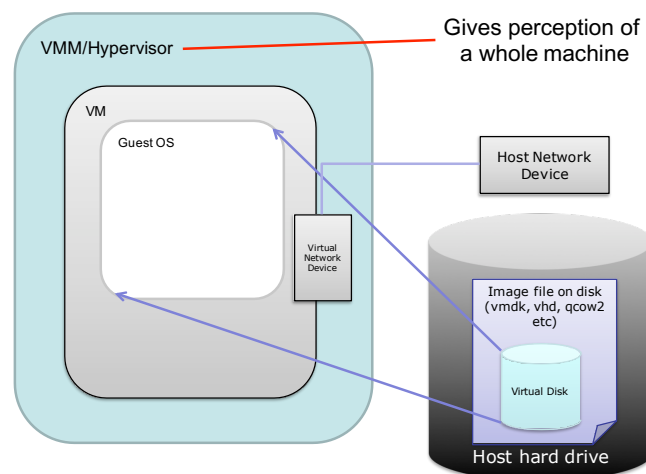 Gives perception of
a whole machine
VMM/Hypervisor
VM
Guest OS
Host Network
Device
Virtual
Network
Device
Image file on disk
(vmdk, vhd, qcow2
etc)
Virtual Disk
Host hard drive